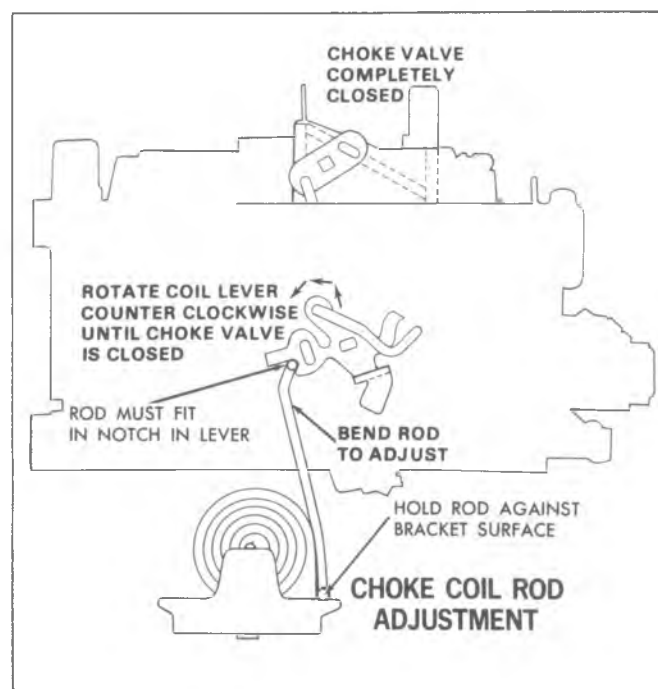 CHOKE VALVE
COMPLETELY
CLOSED
ROTATE COIL LEVER
COUNTER CLOCKWISE
UNTIL CHOKE VALVE
IS CLOSED
ROD MUST FIT
IN NOTCH IN LEVER
BEND ROD
TO ADJUST
HOLD ROD AGAINST
BRACKET SURFACE
CHOKE COIL ROD
ADJUSTMENT